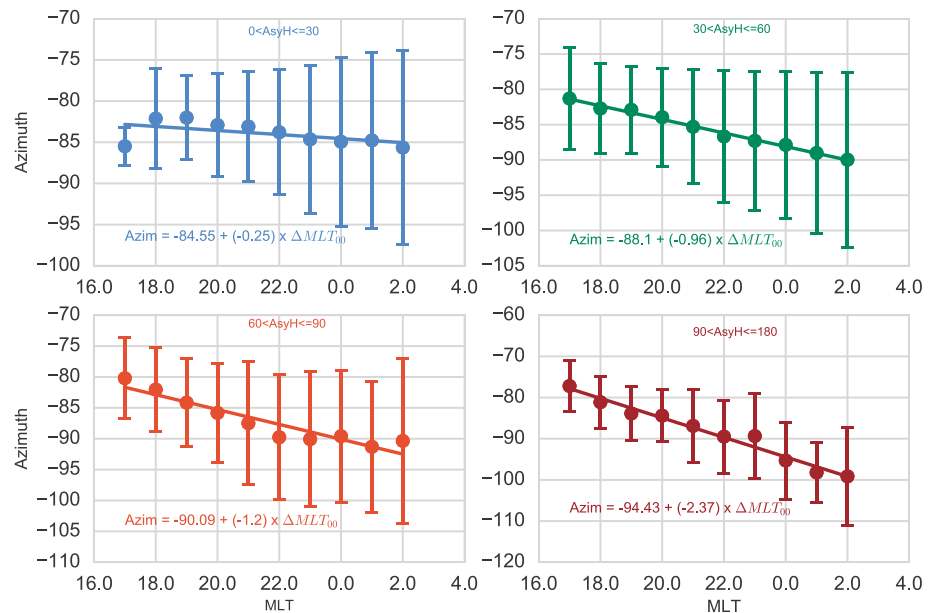 0<AsyH<=30
−70
−75
−80
−85
−90
−95
−100
Azimuth
Azim = -84.55 + (-0.25) x ΔMLT₀₀
16.0 18.0 20.0 22.0 0.0 2.0 4.0
30<AsyH<=60
−70
−75
−80
−85
−90
−95
−100
−105
Azim = -88.1 + (-0.96) x ΔMLT₀₀
16.0 18.0 20.0 22.0 0.0 2.0 4.0
60<AsyH<=90
−70
−75
−80
−85
−90
−95
−100
−105
−110
Azimuth
Azim = -90.09 + (-1.2) x ΔMLT₀₀
16.0 18.0 20.0 22.0 0.0 2.0 4.0
MLT
90<AsyH<=180
−60
−70
−80
−90
−100
−110
−120
Azim = -94.43 + (-2.37) x ΔMLT₀₀
16.0 18.0 20.0 22.0 0.0 2.0 4.0
MLT